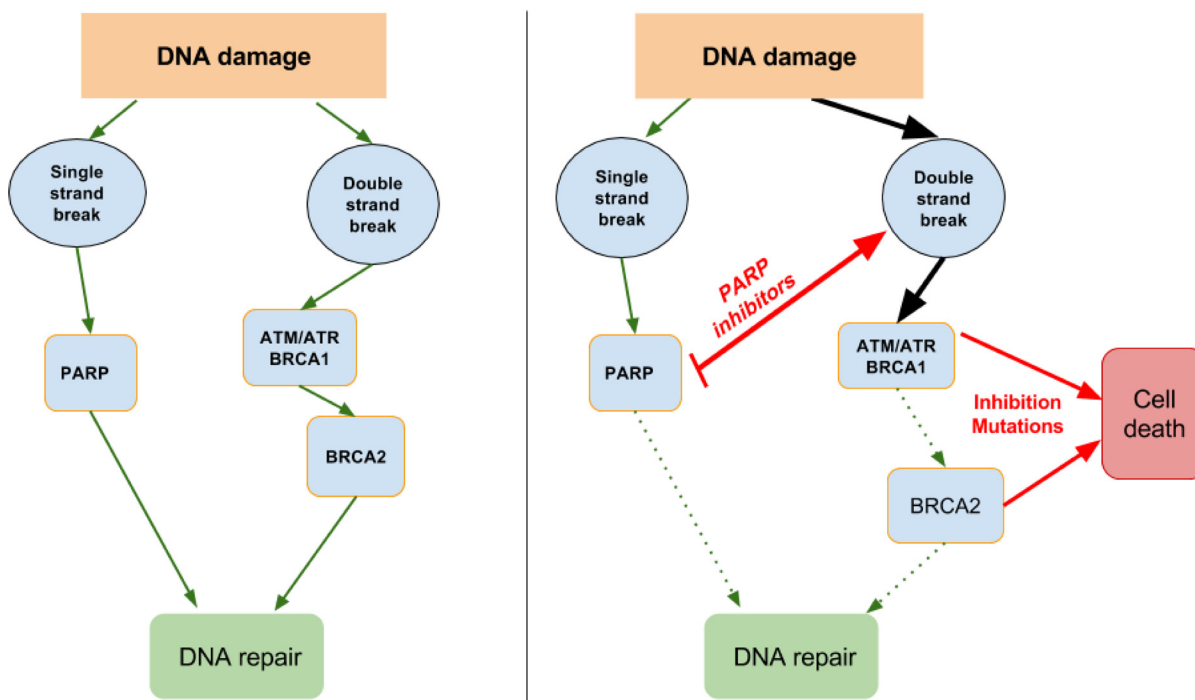 DNA damage
Single
strand
break
Double
strand
break
ATM/ATR
BRCA1
PARP
BRCA2
DNA repair
DNA damage
Single
strand
break
Double
strand
break
PARP
inhibitors
PARP
ATM/ATR
BRCA1
Inhibition
Mutations
Cell
death
BRCA2
DNA repair